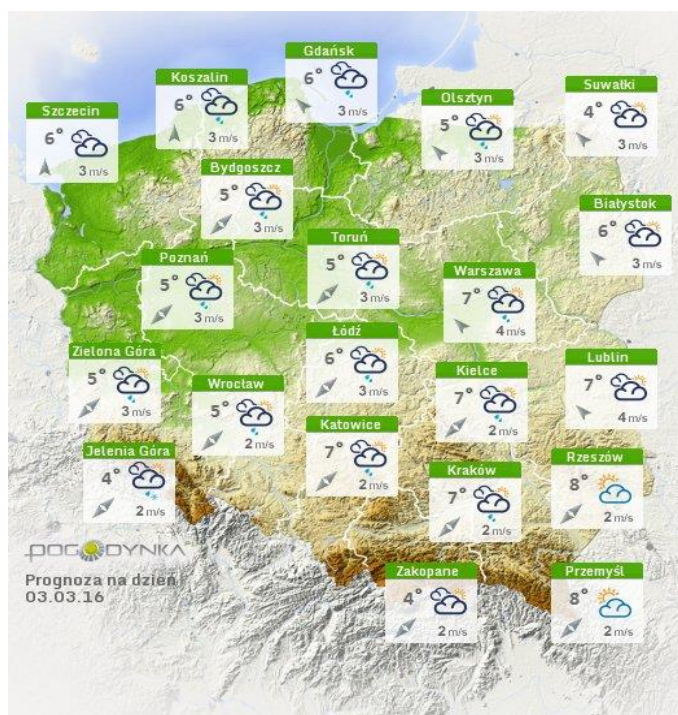 Gdańsk
6°
3 m/s
Koszalin
6°
3 m/s
Suwałki
4°
3 m/s
Olsztyn
5°
3 m/s
Szczecin
6°
3 m/s
Bydgoszcz
5°
3 m/s
Białystok
6°
3 m/s
Toruń
5°
3 m/s
Poznań
5°
3 m/s
Warszawa
7°
4 m/s
Łódź
6°
3 m/s
Zielona Góra
5°
3 m/s
Lublin
7°
4 m/s
Kielce
7°
2 m/s
Wrocław
5°
2 m/s
Katowice
7°
2 m/s
Jelenia Góra
4°
2 m/s
Rzeszów
8°
2 m/s
Kraków
7°
2 m/s
POGODYNKA
Prognoza na dzień
03.03.16
Zakopane
4°
2 m/s
Przemyśl
8°
2 m/s